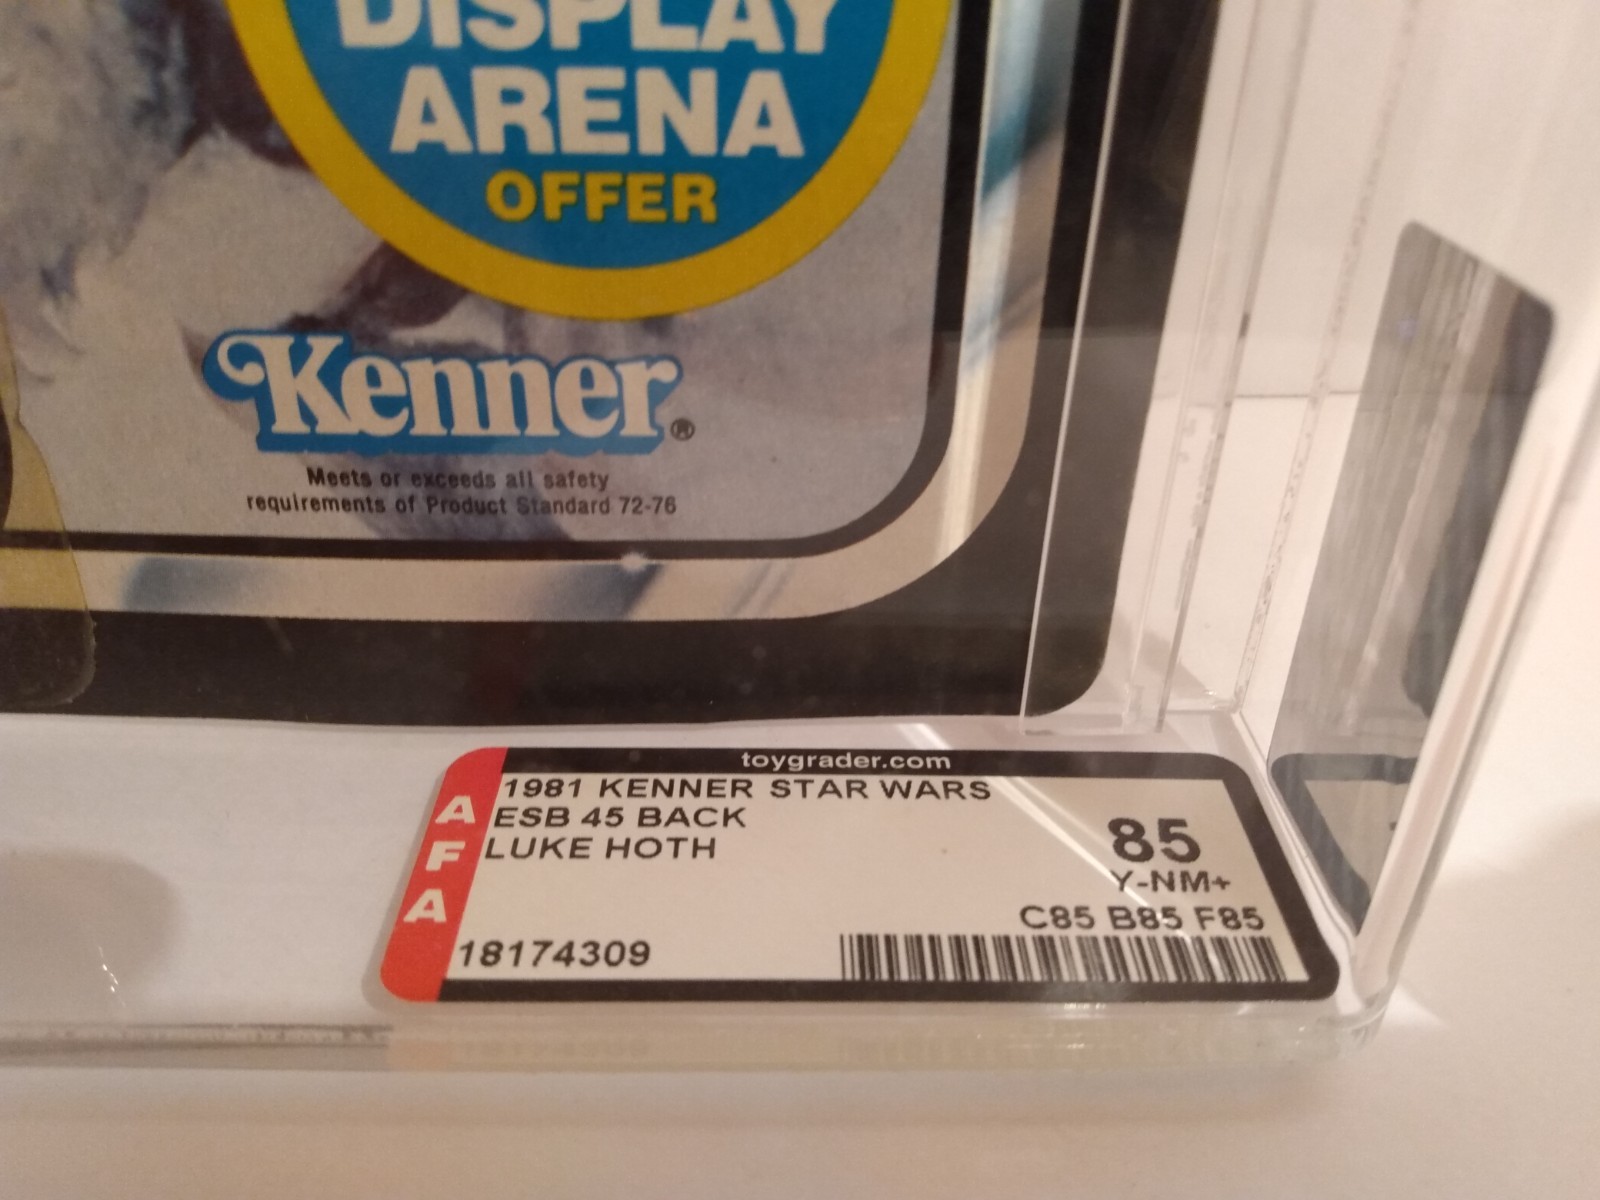 DISPLAY
ARENA
OFFER
Kenner®
Meets or exceeds all safety
requirements of Product Standard 72-76
toygrader.com
AFA
1981 KENNER STAR WARS
ESB 45 BACK
LUKE HOTH
85
Y-NM+
C85 B85 F85
18174309